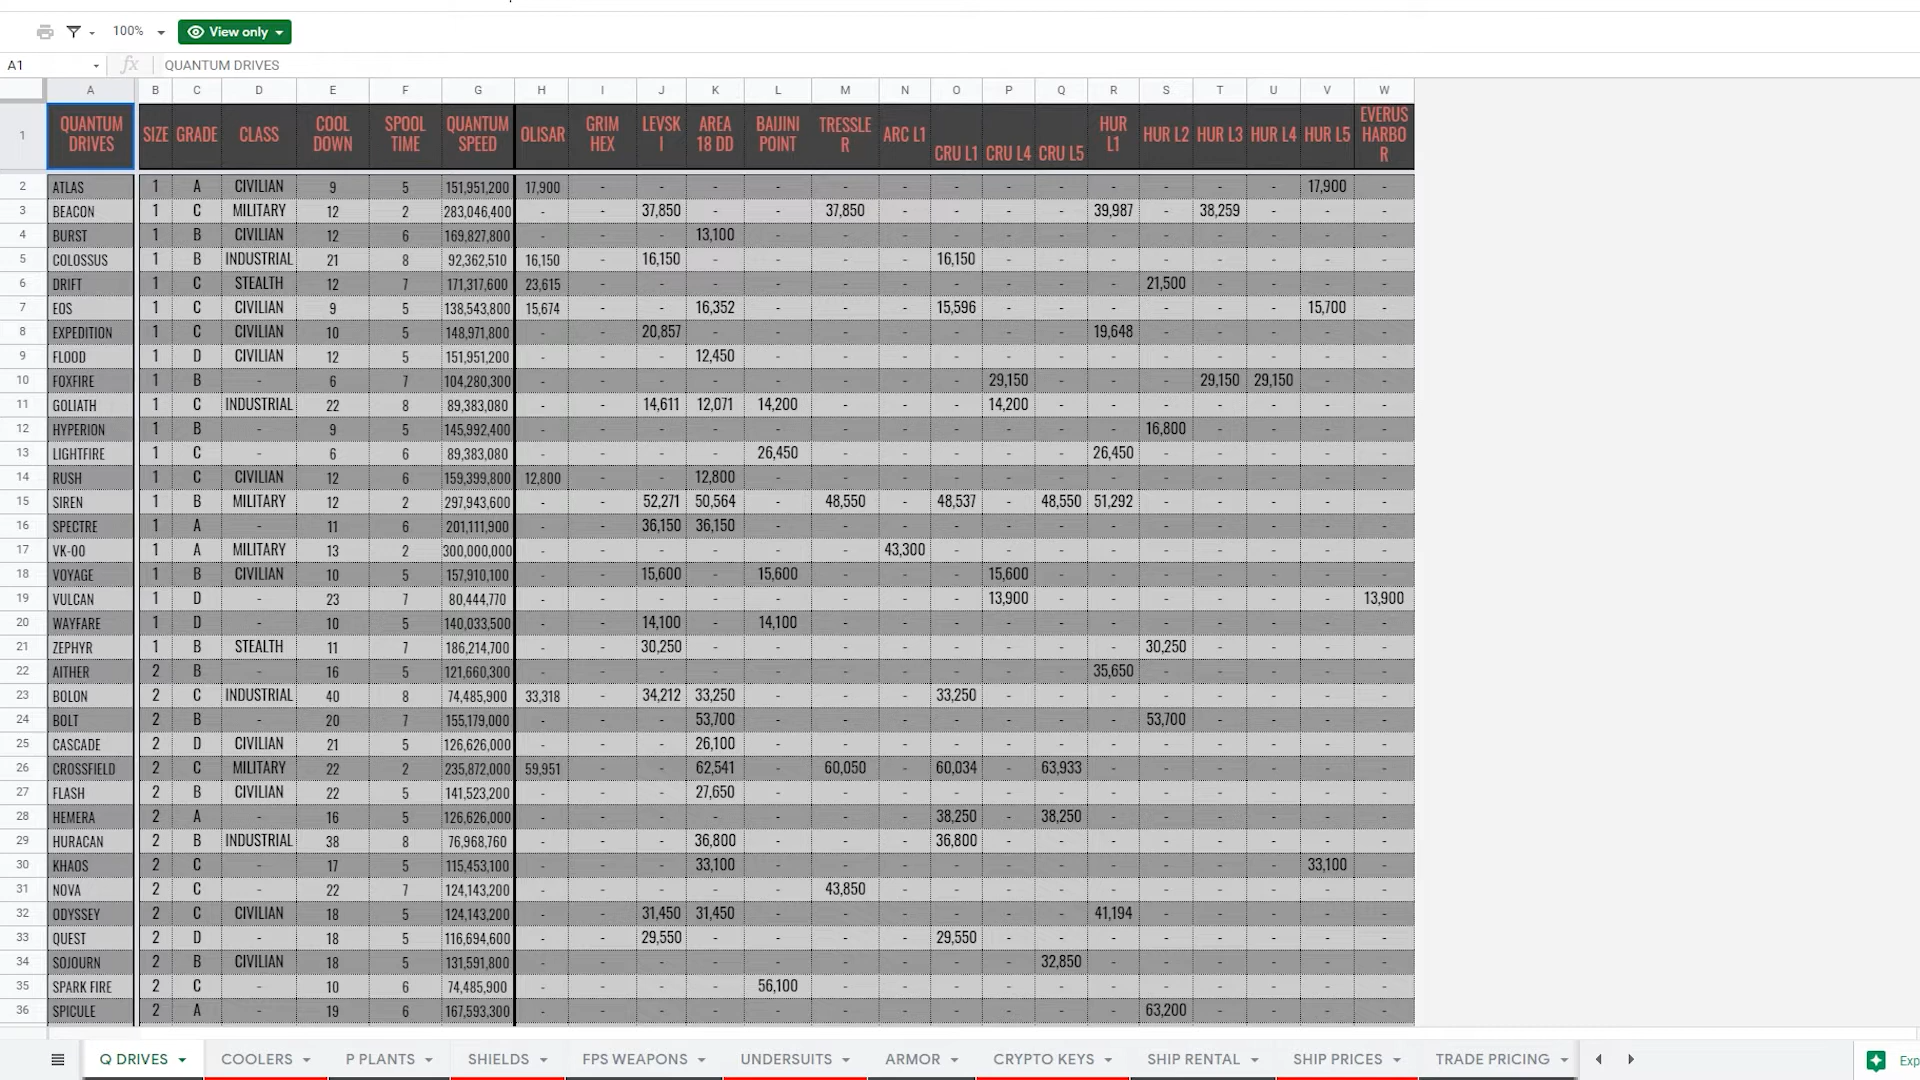 100% View only
A1 fx QUANTUM DRIVES
A B C D E F G H I J K L M N O P Q R S T U V W
1 QUANTUM DRIVES SIZE GRADE CLASS COOL DOWN SPOOL TIME QUANTUM SPEED OLISAR GRIM HEX LEVSKI AREA 18 DD BAIJINI POINT TRESSLER ARC L1 CRU L1 CRU L4 CRU L5 HUR L1 HUR L2 HUR L3 HUR L4 HUR L5 EVERUS HARBOR
2 ATLAS 1 A CIVILIAN 9 5 151,951,200 17,900 - - - - - - - - - - - - - 17,900 -
3 BEACON 1 C MILITARY 12 2 283,046,400 - - 37,850 - - 37,850 - - - - 39,987 - 38,259 - - -
4 BURST 1 B CIVILIAN 12 6 169,827,800 - - - 13,100 - - - - - - - - - - - -
5 COLOSSUS 1 B INDUSTRIAL 21 8 92,362,510 16,150 - 16,150 - - - - 16,150 - - - - - - - -
6 DRIFT 1 C STEALTH 12 7 171,317,600 23,615 - - - - - - - - - - 21,500 - - - -
7 EOS 1 C CIVILIAN 9 5 138,543,800 15,674 - - 16,352 - - - 15,596 - - - - - - 15,700 -
8 EXPEDITION 1 C CIVILIAN 10 5 148,971,800 - - 20,857 - - - - - - - 19,648 - - - - -
9 FLOOD 1 D CIVILIAN 12 5 151,951,200 - - - 12,450 - - - - - - - - - - - -
10 FOXFIRE 1 B - 6 7 104,280,300 - - - - - - - - 29,150 - - - 29,150 29,150 - -
11 GOLIATH 1 C INDUSTRIAL 22 8 89,383,080 - - 14,611 12,071 14,200 - - - 14,200 - - - - - - -
12 HYPERION 1 B - 9 5 145,992,400 - - - - - - - - - - - 16,800 - - - -
13 LIGHTFIRE 1 C - 6 6 89,383,080 - - - - 26,450 - - - - - 26,450 - - - - -
14 RUSH 1 C CIVILIAN 12 6 159,399,800 12,800 - - 12,800 - - - - - - - - - - - -
15 SIREN 1 B MILITARY 12 2 297,943,600 - - 52,271 50,564 - 48,550 - 48,537 - 48,550 51,292 - - - - -
16 SPECTRE 1 A - 11 6 201,111,900 - - 36,150 36,150 - - - - - - - - - - - -
17 VK-00 1 A MILITARY 13 2 300,000,000 - - - - - - 43,300 - - - - - - - - -
18 VOYAGE 1 B CIVILIAN 10 5 157,910,100 - - 15,600 - 15,600 - - - 15,600 - - - - - - -
19 VULCAN 1 D - 23 7 80,444,770 - - - - - - - - 13,900 - - - - - - 13,900
20 WAYFARE 1 D - 10 5 140,033,500 - - 14,100 - 14,100 - - - - - - - - - - -
21 ZEPHYR 1 B STEALTH 11 7 186,214,700 - - 30,250 - - - - - - - - 30,250 - - - -
22 AITHER 2 B - 16 5 121,660,300 - - - - - - - - - - 35,650 - - - - -
23 BOLON 2 C INDUSTRIAL 40 8 74,485,900 33,318 - 34,212 33,250 - - - 33,250 - - - - - - - -
24 BOLT 2 B - 20 7 155,179,000 - - - 53,700 - - - - - - - 53,700 - - - -
25 CASCADE 2 D CIVILIAN 21 5 126,626,000 - - - 26,100 - - - - - - - - - - - -
26 CROSSFIELD 2 C MILITARY 22 2 235,872,000 59,951 - - 62,541 - 60,050 - 60,034 - 63,933 - - - - - -
27 FLASH 2 B CIVILIAN 22 5 141,523,200 - - - 27,650 - - - - - - - - - - - -
28 HEMERA 2 A - 16 5 126,626,000 - - - - - - - 38,250 - 38,250 - - - - - -
29 HURACAN 2 B INDUSTRIAL 38 8 76,968,760 - - - 36,800 - - - 36,800 - - - - - - - -
30 KHAOS 2 C - 17 5 115,453,100 - - - 33,100 - - - - - - - - - - 33,100 -
31 NOVA 2 C - 22 7 124,143,200 - - - - - 43,850 - - - - - - - - - -
32 ODYSSEY 2 C CIVILIAN 18 5 124,143,200 - - 31,450 31,450 - - - - - - 41,194 - - - - -
33 QUEST 2 D - 18 5 116,694,600 - - 29,550 - - - - 29,550 - - - - - - - -
34 SOJOURN 2 B CIVILIAN 18 5 131,591,800 - - - - - - - - - 32,850 - - - - - -
35 SPARK FIRE 2 C - 10 6 74,485,900 - - - - 56,100 - - - - - - - - - - -
36 SPICULE 2 A - 19 6 167,593,300 - - - - - - - - - - - 63,200 - - - -
Q DRIVES COOLERS P PLANTS SHIELDS FPS WEAPONS UNDERSUITS ARMOR CRYPTO KEYS SHIP RENTAL SHIP PRICES TRADE PRICING Exp